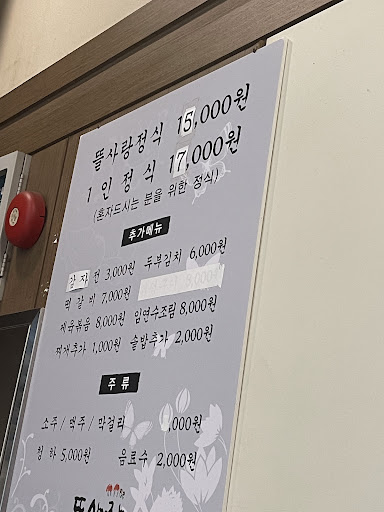 뜰사랑정식 15,000원
1인정식 17,000원
(혼자드시는 분을 위한 정식)
추가메뉴
감자전 3,000원 두부김치 6,000원
떡갈비 7,000원
제육볶음 8,000원 임연수조림 8,000원
찌개추가 1,000원 솥밥추가 2,000원
주류
소주 / 맥주 / 막걸리 ,000원
청하 5,000원 음료수 2,000원